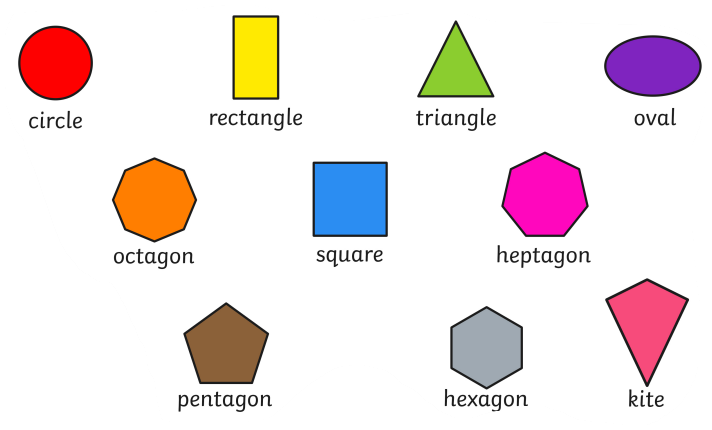 circle
rectangle
triangle
oval
octagon
square
heptagon
pentagon
hexagon
kite